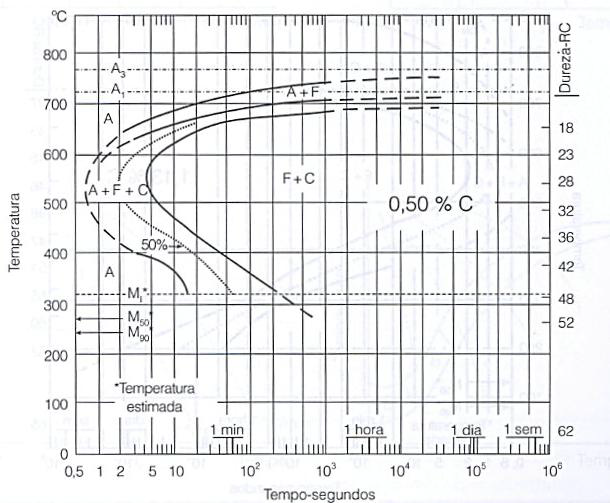 °C
800
700
600
500
400
300
200
100
0
Temperatura
A₃
A₁
A
A + F
A + F + C
F + C
0,50 % C
50%
A
Mᵢ*
M₅₀*
M₉₀*
*Temperatura
estimada
1 min
1 hora
1 dia
1 sem
0,5 1 2 5 10 10² 10³ 10⁴ 10⁵ 10⁶
Tempo-segundos
Dureza-RC
18
23
28
32
36
42
48
52
62